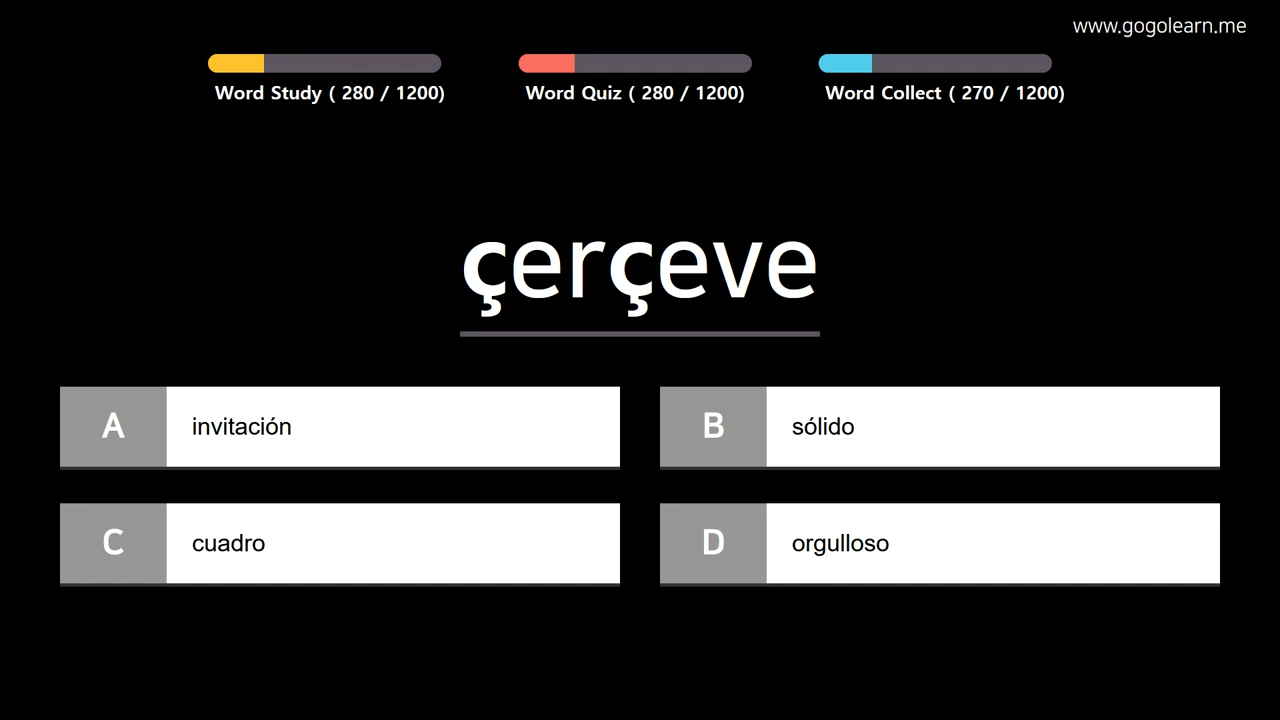 www.gogolearn.me
Word Study ( 280 / 1200)
Word Quiz ( 280 / 1200)
Word Collect ( 270 / 1200)
çerçeve
A invitación
B sólido
C cuadro
D orgulloso